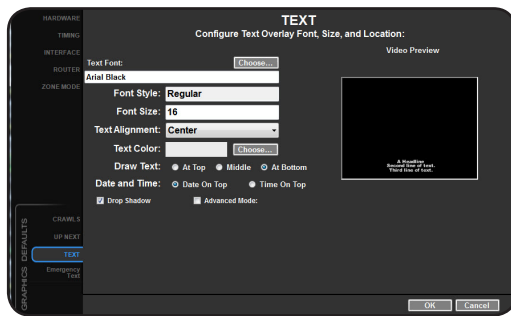 HARDWARE
TIMING
INTERFACE
ROUTER
ZONE MODE
GRAPHICS DEFAULTS
CRAWLS
UP NEXT
TEXT
Emergency
Text
TEXT
Configure Text Overlay Font, Size, and Location:
Video Preview
Text Font: Choose...
Arial Black
Font Style: Regular
Font Size: 16
Text Alignment: Center
Text Color: Choose...
Draw Text: At Top Middle At Bottom
Date and Time: Date On Top Time On Top
Drop Shadow Advanced Mode:
A Headline
Second line of text.
Third line of text.
OK Cancel